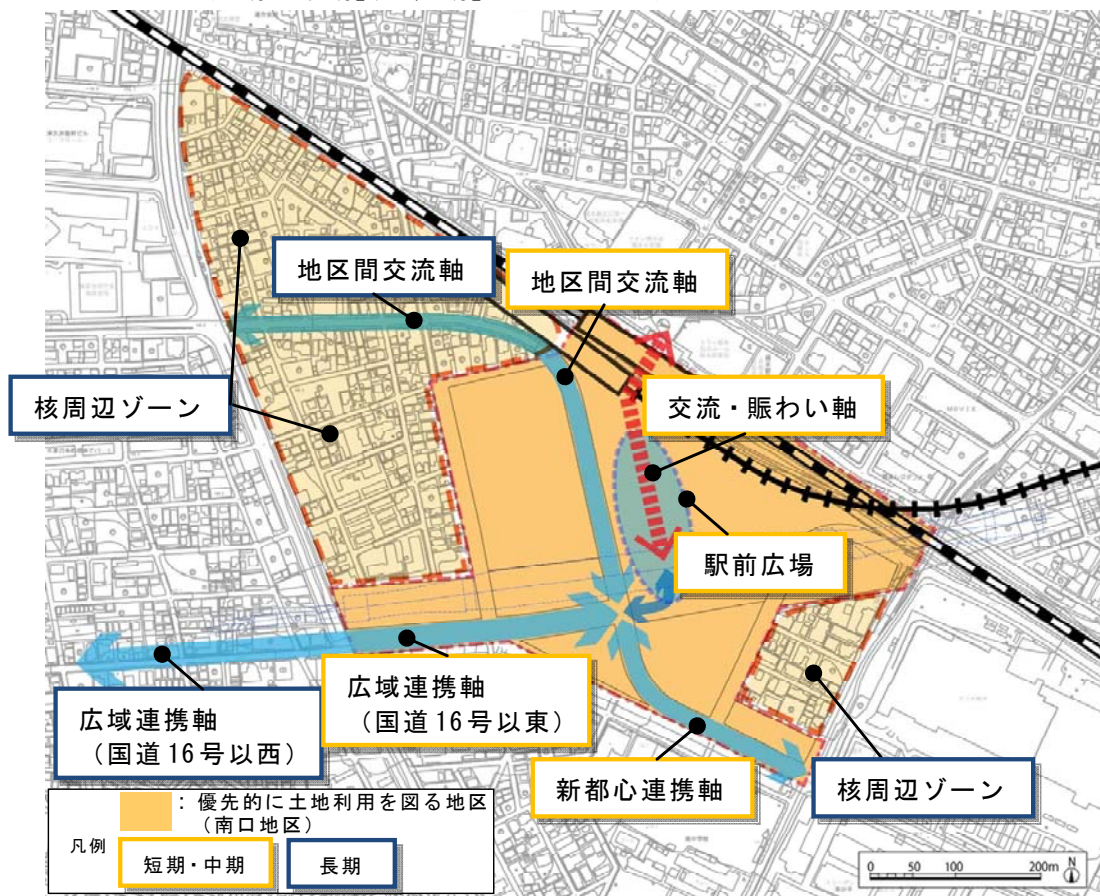 地区間交流軸
地区間交流軸
核周辺ゾーン
交流・賑わい軸
駅前広場
広域連携軸
（国道16号以西）
広域連携軸
（国道16号以東）
新都心連携軸
核周辺ゾーン
凡例
：優先的に土地利用を図る地区
（南口地区）
短期・中期
長期
0 50 100 200m
N